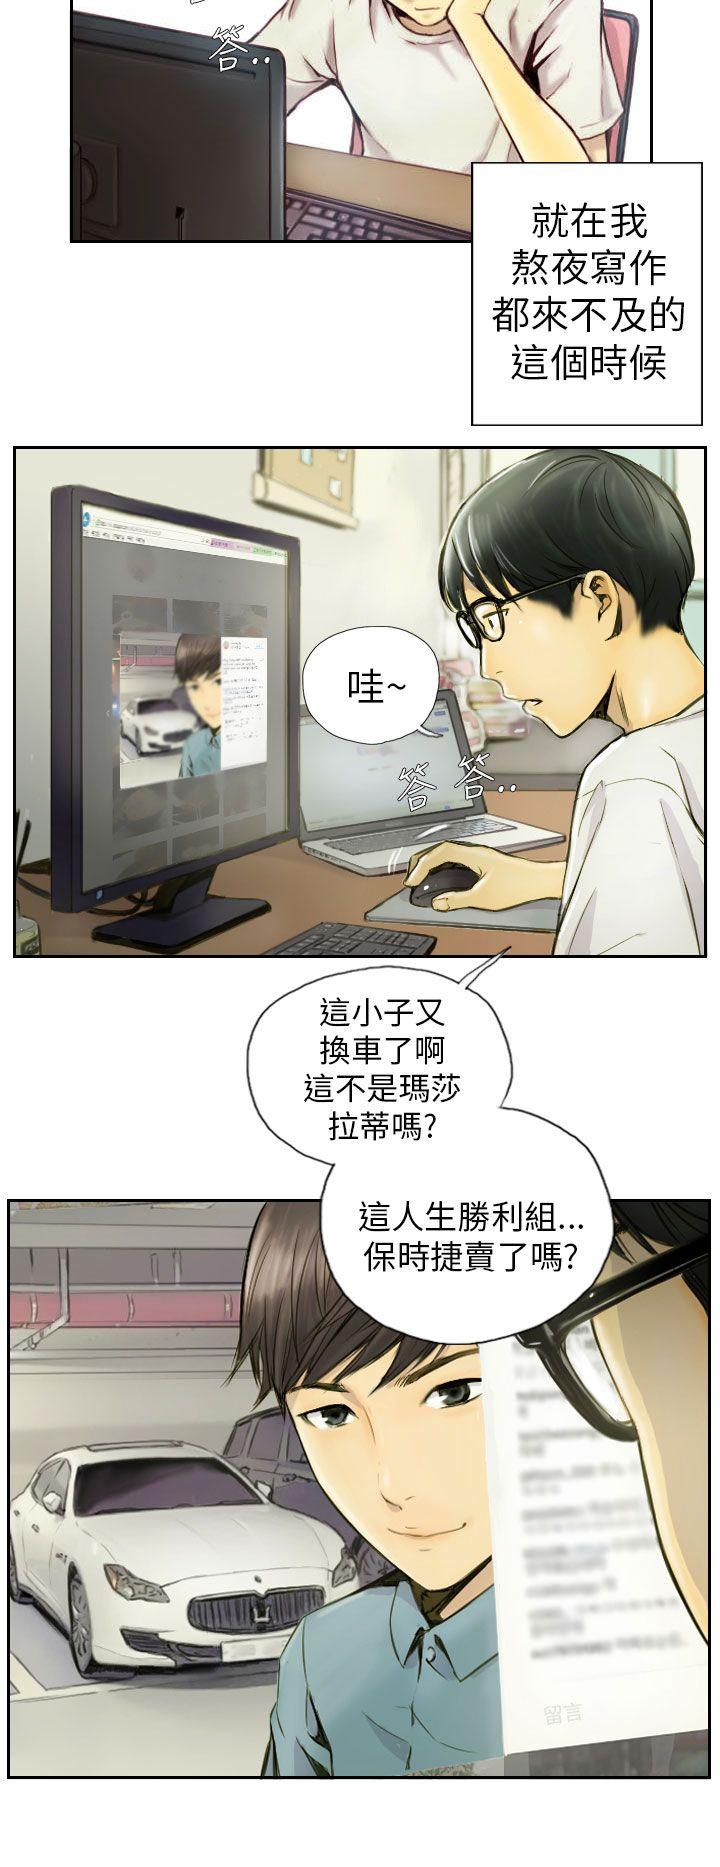 答..
就在我
熬夜寫作
都來不及的
這個時候
哇~
答 答..
這小子又
換車了啊
這不是瑪莎
拉蒂嗎?
這人生勝利組...
保時捷賣了嗎?
留言